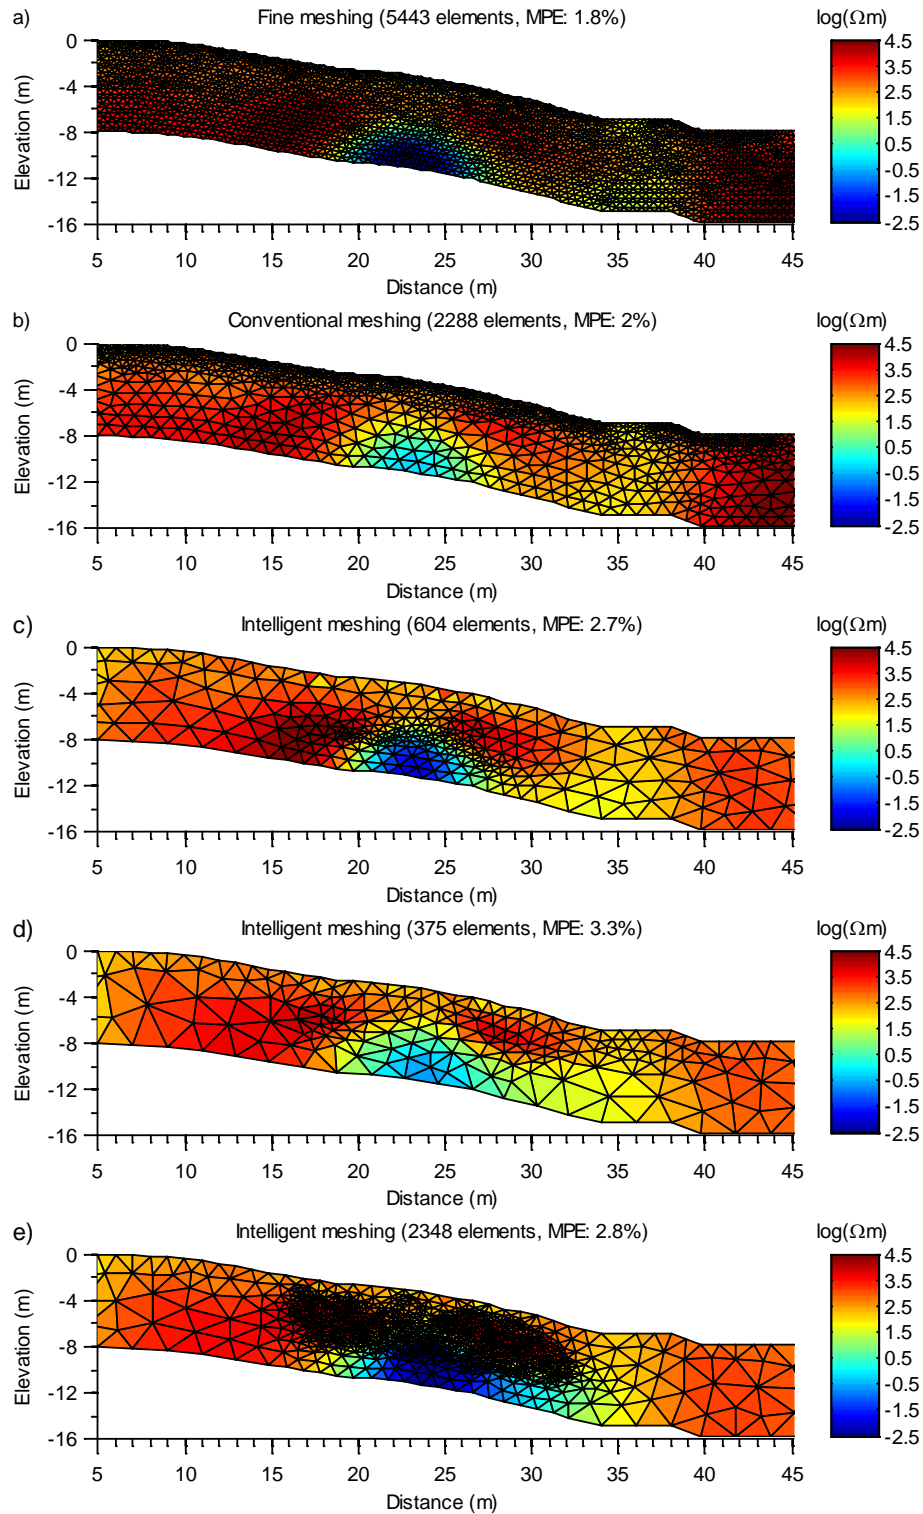 a)
Fine meshing (5443 elements, MPE: 1.8%)
log(Ωm)
Elevation (m)
0
-4
-8
-12
-16
5 10 15 20 25 30 35 40 45
Distance (m)
4.5
3.5
2.5
1.5
0.5
-0.5
-1.5
-2.5
b)
Conventional meshing (2288 elements, MPE: 2%)
log(Ωm)
Elevation (m)
0
-4
-8
-12
-16
5 10 15 20 25 30 35 40 45
Distance (m)
4.5
3.5
2.5
1.5
0.5
-0.5
-1.5
-2.5
c)
Intelligent meshing (604 elements, MPE: 2.7%)
log(Ωm)
Elevation (m)
0
-4
-8
-12
-16
5 10 15 20 25 30 35 40 45
Distance (m)
4.5
3.5
2.5
1.5
0.5
-0.5
-1.5
-2.5
d)
Intelligent meshing (375 elements, MPE: 3.3%)
log(Ωm)
Elevation (m)
0
-4
-8
-12
-16
5 10 15 20 25 30 35 40 45
Distance (m)
4.5
3.5
2.5
1.5
0.5
-0.5
-1.5
-2.5
e)
Intelligent meshing (2348 elements, MPE: 2.8%)
log(Ωm)
Elevation (m)
0
-4
-8
-12
-16
5 10 15 20 25 30 35 40 45
Distance (m)
4.5
3.5
2.5
1.5
0.5
-0.5
-1.5
-2.5